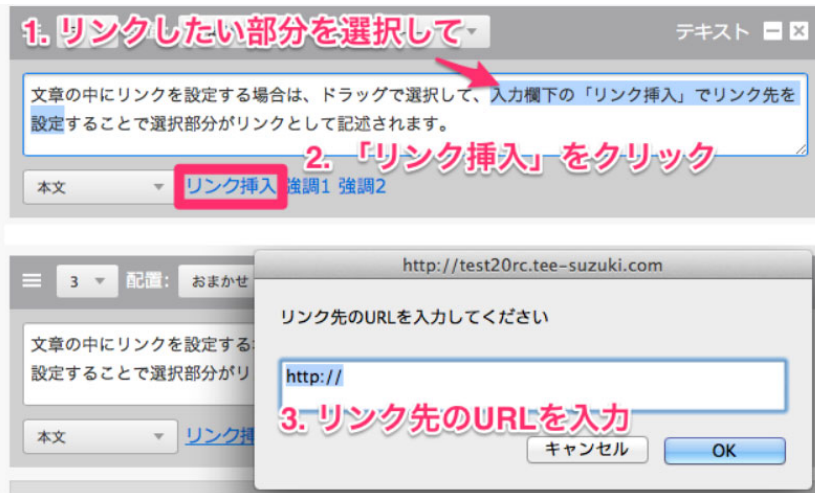 1. リンクしたい部分を選択して
テキスト
文章の中にリンクを設定する場合は、ドラッグで選択して、入力欄下の「リンク挿入」でリンク先を
設定することで選択部分がリンクとして記述されます。
2. 「リンク挿入」をクリック
本文 リンク挿入 強調1 強調2
http://test20rc.tee-suzuki.com
3 配置: おまかせ
リンク先のURLを入力してください
文章の中にリンクを設定する
設定することで選択部分がリ
http://
3. リンク先のURLを入力
本文 リンク挿
キャンセル OK